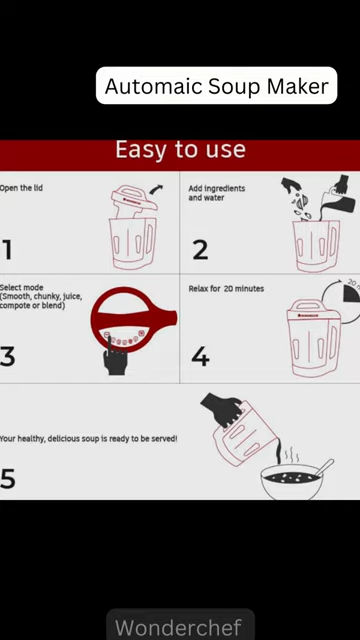 Automaic Soup Maker
Easy to use
Open the lid
1
Add ingredients
and water
2
Select mode
(Smooth, chunky, juice,
compote or blend)
3
Relax for 20 minutes
4
Your healthy, delicious soup is ready to be served!
5
Wonderchef